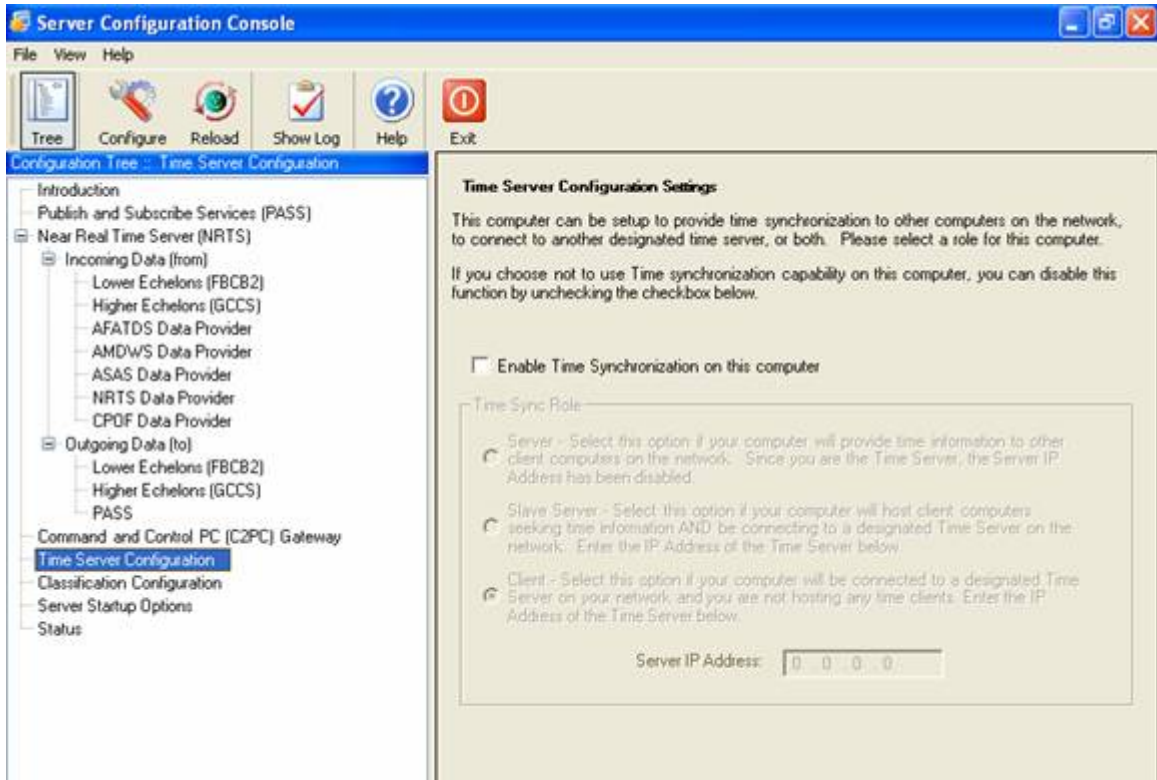 Server Configuration Console
File View Help
Tree Configure Reload Show Log Help Exit
Configuration Tree :: Time Server Configuration
Introduction
Publish and Subscribe Services (PASS)
Near Real Time Server (NRTS)
Incoming Data (from)
Lower Echelons (FBCB2)
Higher Echelons (GCCS)
AFATDS Data Provider
AMDWS Data Provider
ASAS Data Provider
NRTS Data Provider
CPOF Data Provider
Outgoing Data (to)
Lower Echelons (FBCB2)
Higher Echelons (GCCS)
PASS
Command and Control PC (C2PC) Gateway
Time Server Configuration
Classification Configuration
Server Startup Options
Status
Time Server Configuration Settings
This computer can be setup to provide time synchronization to other computers on the network,
to connect to another designated time server, or both. Please select a role for this computer.
If you choose not to use Time synchronization capability on this computer, you can disable this
function by unchecking the checkbox below.
Enable Time Synchronization on this computer
Time Sync Role
Server - Select this option if your computer will provide time information to other
client computers on the network. Since you are the Time Server, the Server IP
Address has been disabled.
Slave Server - Select this option if your computer will host client computers
seeking time information AND be connecting to a designated Time Server on the
network. Enter the IP Address of the Time Server below.
Client - Select this option if your computer will be connected to a designated Time
Server on your network and you are not hosting any time clients. Enter the IP
Address of the Time Server below.
Server IP Address: 0 . 0 . 0 . 0